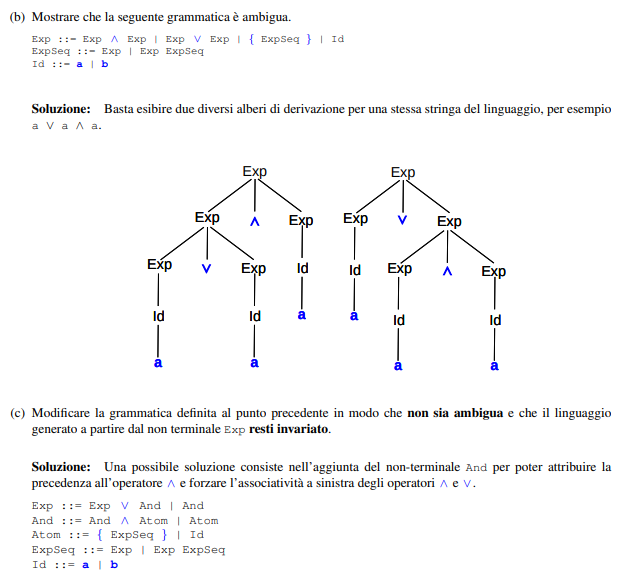 (b) Mostrare che la seguente grammatica è ambigua.
Exp ::= Exp ∧ Exp | Exp ∨ Exp | { ExpSeq } | Id
ExpSeq ::= Exp | Exp ExpSeq
Id ::= a | b
Soluzione: Basta esibire due diversi alberi di derivazione per una stessa stringa del linguaggio, per esempio
a ∨ a ∧ a.
Exp Exp
Exp ∧ Exp Exp ∨ Exp
Exp ∨ Exp Id Id Exp ∧ Exp
Id Id a a Id Id
a a a a
(c) Modificare la grammatica definita al punto precedente in modo che non sia ambigua e che il linguaggio
generato a partire dal non terminale Exp resti invariato.
Soluzione: Una possibile soluzione consiste nell'aggiunta del non-terminale And per poter attribuire la
precedenza all'operatore ∧ e forzare l'associatività a sinistra degli operatori ∧ e ∨.
Exp ::= Exp ∨ And | And
And ::= And ∧ Atom | Atom
Atom ::= { ExpSeq } | Id
ExpSeq ::= Exp | Exp ExpSeq
Id ::= a | b